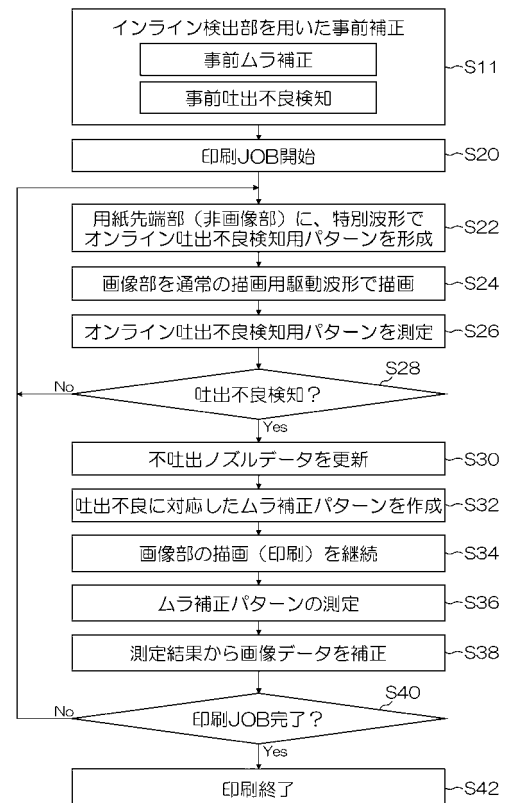 インライン検出部を用いた事前補正
事前ムラ補正
事前吐出不良検知
S11
印刷JOB開始
S20
用紙先端部（非画像部）に、特別波形で
オンライン吐出不良検知用パターンを形成
S22
画像部を通常の描画用駆動波形で描画
S24
オンライン吐出不良検知用パターンを測定
S26
S28
吐出不良検知？
No
Yes
不吐出ノズルデータを更新
S30
吐出不良に対応したムラ補正パターンを作成
S32
画像部の描画（印刷）を継続
S34
ムラ補正パターンの測定
S36
測定結果から画像データを補正
S38
S40
印刷JOB完了？
No
Yes
印刷終了
S42